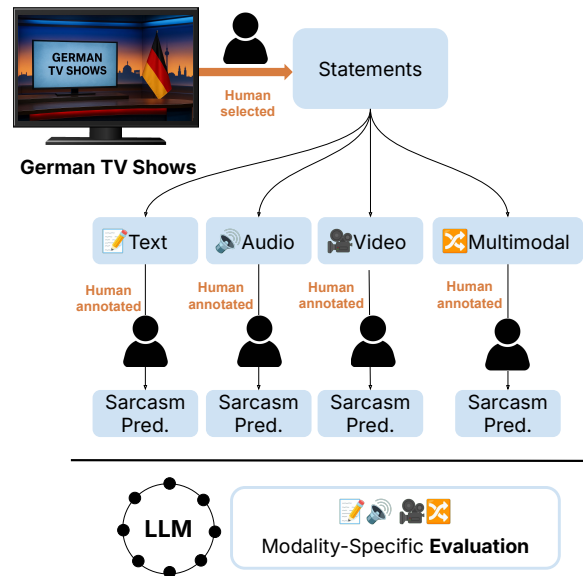 GERMAN
TV SHOWS
German TV Shows
Human
selected
Statements
📝Text
🔊Audio
🎥Video
🔀Multimodal
Human
annotated
Human
annotated
Human
annotated
Human
annotated
Sarcasm
Pred.
Sarcasm
Pred.
Sarcasm
Pred.
Sarcasm
Pred.
LLM
📝🔊🎥🔀
Modality-Specific Evaluation